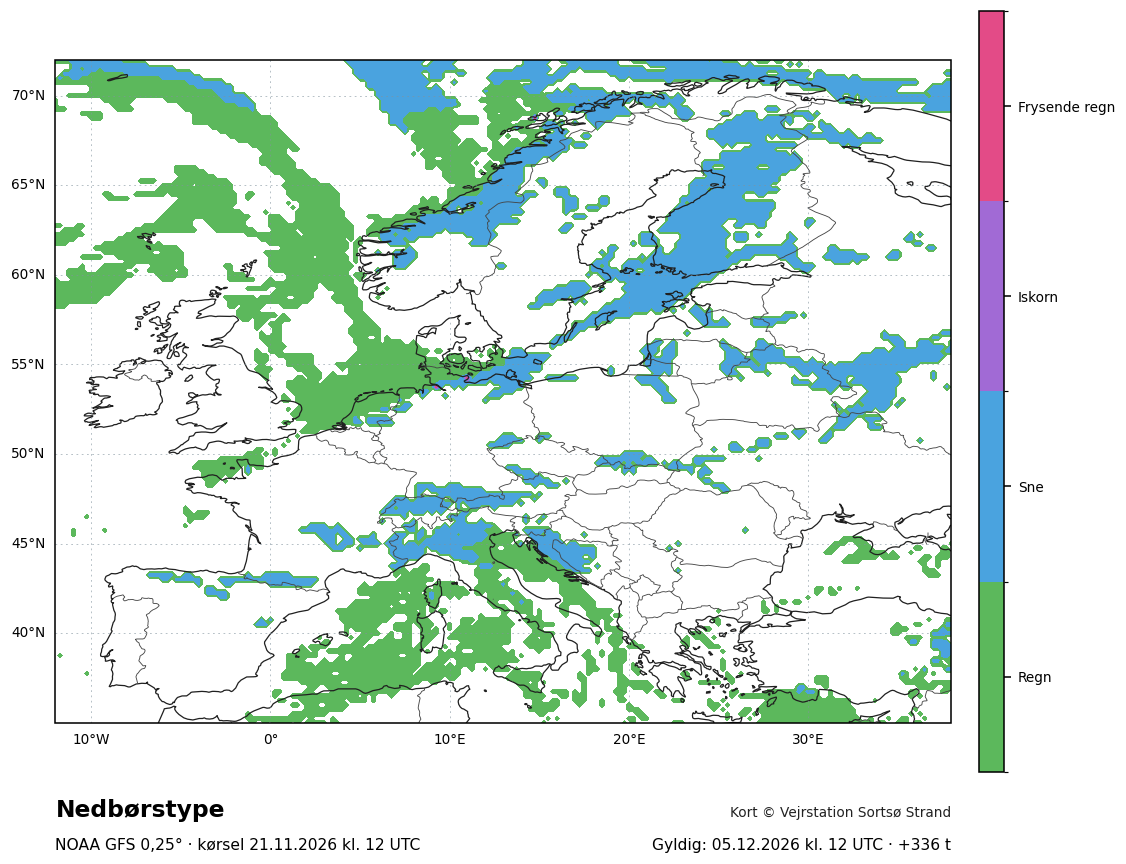 Frysende regn
Iskorn
Sne
Regn
70°N
65°N
60°N
55°N
50°N
45°N
40°N
10°W
0°
10°E
20°E
30°E
Nedbørstype
Kort © Vejrstation Sortsø Strand
NOAA GFS 0,25° · kørsel 21.11.2026 kl. 12 UTC
Gyldig: 05.12.2026 kl. 12 UTC · +336 t